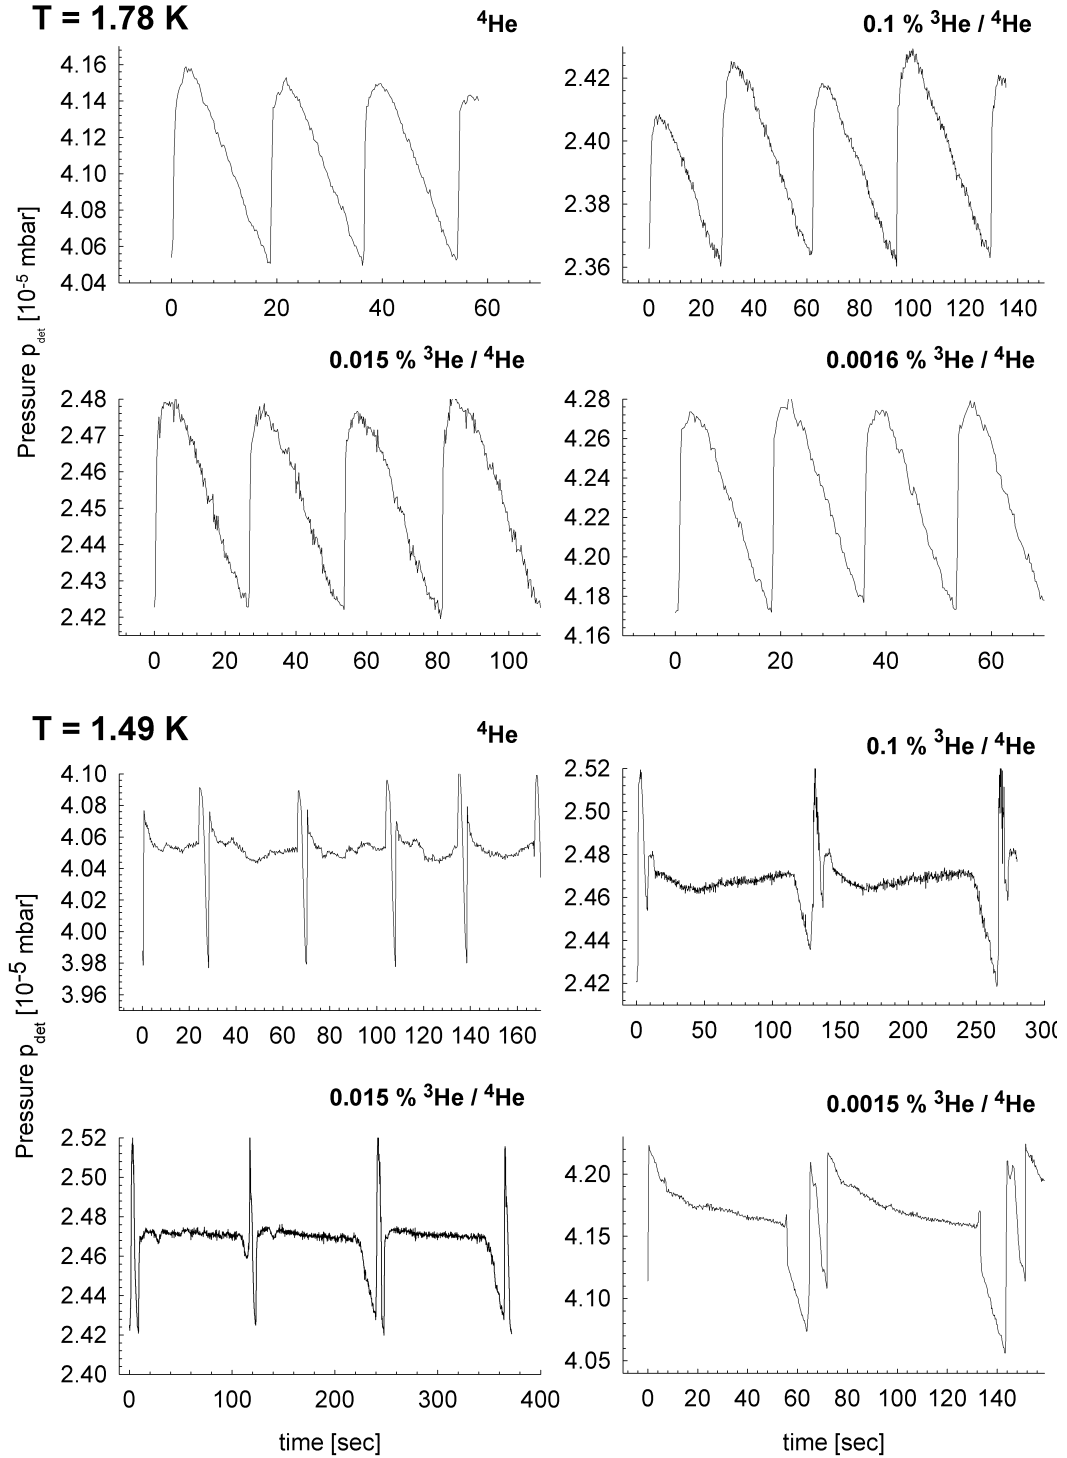 T = 1.78 K
⁴He
0.1 % ³He / ⁴He
4.16
4.14
4.12
4.10
4.08
4.06
4.04
0 20 40 60
2.42
2.40
2.38
2.36
0 20 40 60 80 100 120 140
Pressure p_det [10⁻⁵ mbar]
0.015 % ³He / ⁴He
0.0016 % ³He / ⁴He
2.48
2.47
2.46
2.45
2.44
2.43
2.42
0 20 40 60 80 100
4.28
4.26
4.24
4.22
4.20
4.18
4.16
0 20 40 60
T = 1.49 K
⁴He
0.1 % ³He / ⁴He
4.10
4.08
4.06
4.04
4.02
4.00
3.98
3.96
0 20 40 60 80 100 120 140 160
2.52
2.50
2.48
2.46
2.44
2.42
0 50 100 150 200 250 300
Pressure p_det [10⁻⁵ mbar]
0.015 % ³He / ⁴He
0.0015 % ³He / ⁴He
2.52
2.50
2.48
2.46
2.44
2.42
2.40
0 100 200 300 400
time [sec]
4.20
4.15
4.10
4.05
0 20 40 60 80 100 120 140
time [sec]